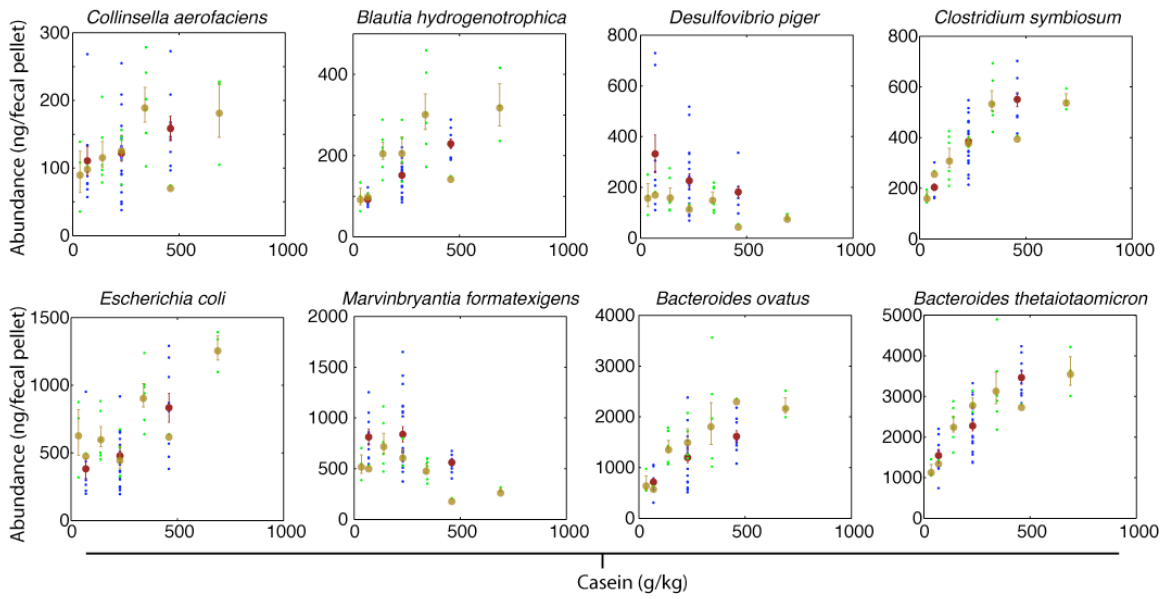 Collinsella aerofaciens
Blautia hydrogenotrophica
Desulfovibrio piger
Clostridium symbiosum
Abundance (ng/fecal pellet)
300
200
100
0
0 500 1000
400
200
0
0 500 1000
800
600
400
200
0
0 500 1000
800
600
400
200
0
0 500 1000
Escherichia coli
Marvinbryantia formatexigens
Bacteroides ovatus
Bacteroides thetaiotaomicron
Abundance (ng/fecal pellet)
1500
1000
500
0
0 500 1000
2000
1500
1000
500
0
0 500 1000
4000
3000
2000
1000
0
0 500 1000
5000
4000
3000
2000
1000
0
0 500 1000
Casein (g/kg)